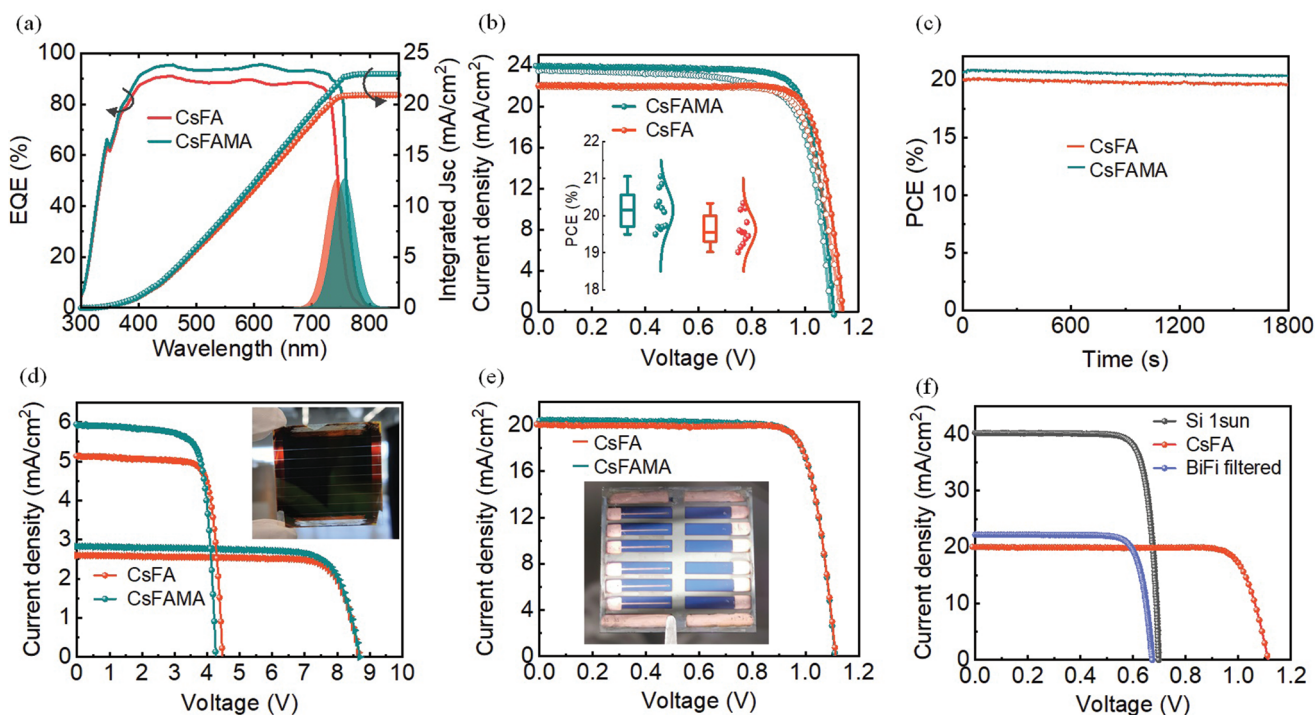 (a)
100
80
60
40
20
0
EQE (%)
CsFA
CsFAMA
25
20
15
10
5
0
Integrated Jsc (mA/cm²)
300 400 500 600 700 800
Wavelength (nm)
(b)
24
22
20
18
16
14
12
10
8
6
4
2
0
Current density (mA/cm²)
CsFAMA
CsFA
22
21
20
19
18
PCE (%)
0.0 0.2 0.4 0.6 0.8 1.0
Voltage (V)
(c)
20
15
10
5
0
PCE (%)
CsFA
CsFAMA
0 600 1200 1800
Time (s)
(d)
6
5
4
3
2
1
0
Current density (mA/cm²)
CsFA
CsFAMA
0 1 2 3 4 5 6 7 8 9 10
Voltage (V)
(e)
20
16
12
8
4
0
Current density (mA/cm²)
CsFA
CsFAMA
0.0 0.2 0.4 0.6 0.8 1.0 1.2
Voltage (V)
(f)
40
30
20
10
0
Current density (mA/cm²)
Si 1sun
CsFA
BiFi filtered
0.0 0.2 0.4 0.6 0.8 1.0 1.2
Voltage (V)